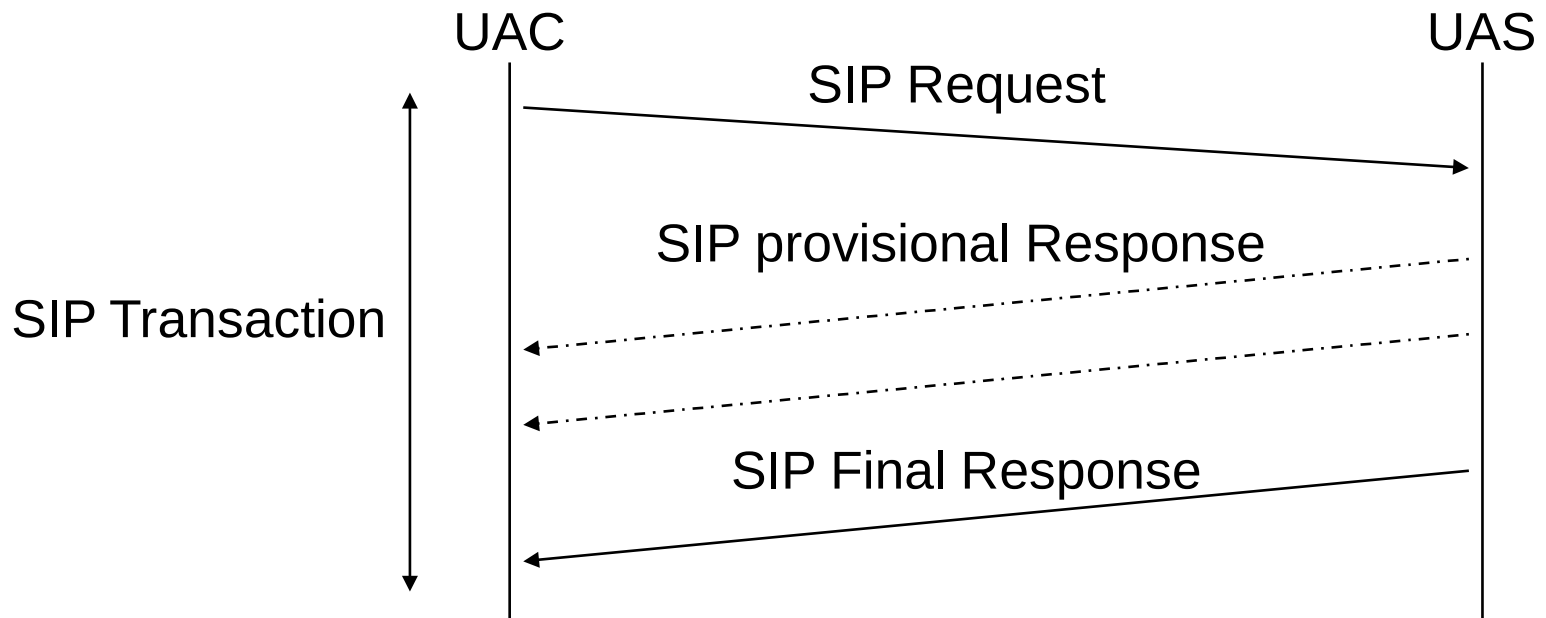 UAC
UAS
SIP Request
SIP provisional Response
SIP Transaction
SIP Final Response